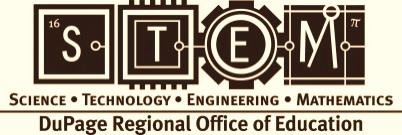 16 S T E M π
SCIENCE • TECHNOLOGY • ENGINEERING • MATHEMATICS
DuPage Regional Office of Education